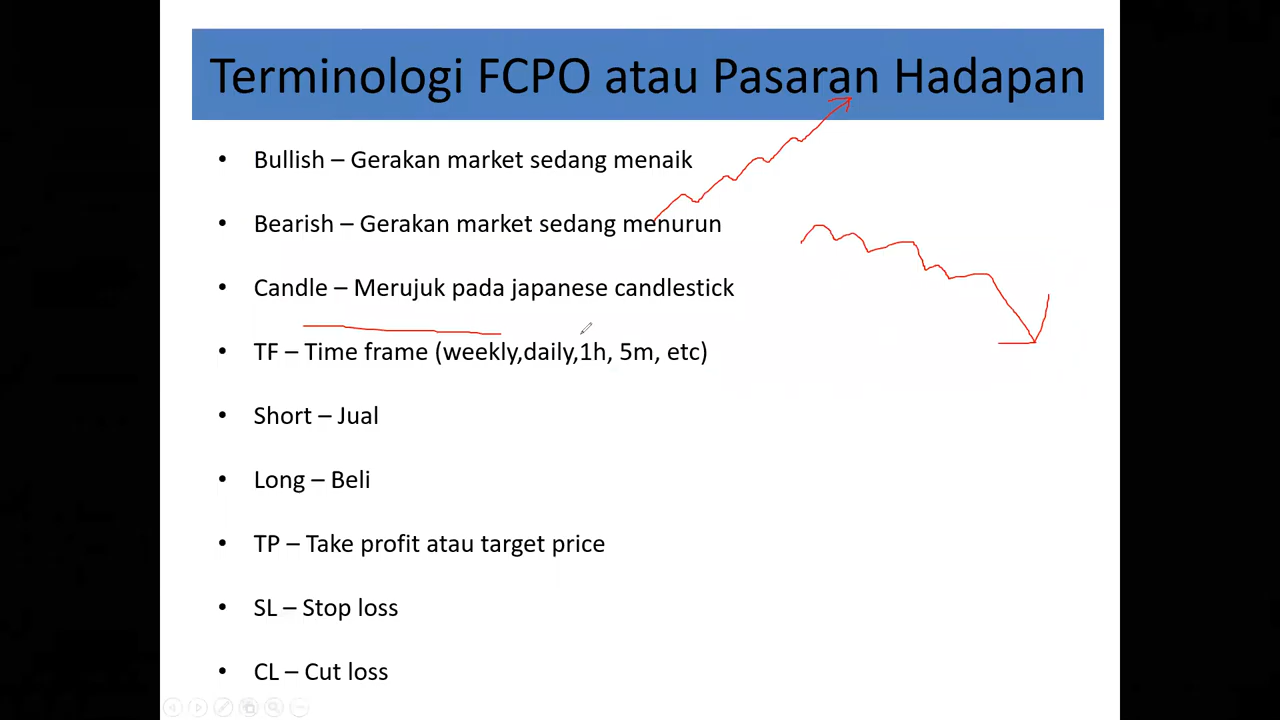 Terminologi FCPO atau Pasaran Hadapan
• Bullish – Gerakan market sedang menaik
• Bearish – Gerakan market sedang menurun
Candle – Merujuk pada japanese candlestick
• TF – Time frame (weekly,daily,1h, 5m, etc)
• Short – Jual
• Long – Beli
• TP – Take profit atau target price
• SL – Stop loss
• CL – Cut loss